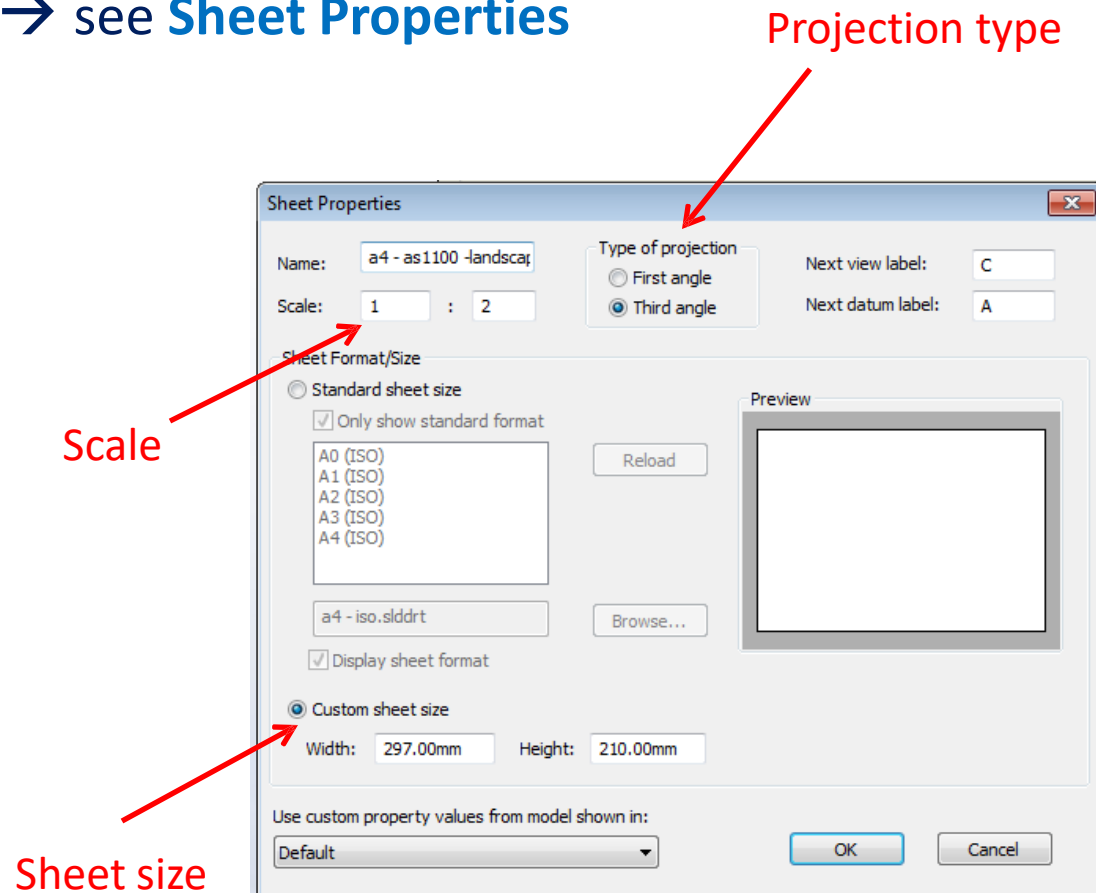 → see Sheet Properties
Projection type
Sheet Properties
Name: a4 - as1100 -landscap
Type of projection
First angle
Third angle
Next view label: C
Scale: 1 : 2
Next datum label: A
Sheet Format/Size
Standard sheet size
Only show standard format
A0 (ISO)
A1 (ISO)
A2 (ISO)
A3 (ISO)
A4 (ISO)
Reload
Preview
Scale
a4 - iso.slddrt
Browse...
Display sheet format
Custom sheet size
Width: 297.00mm Height: 210.00mm
Use custom property values from model shown in:
Default
OK
Cancel
Sheet size